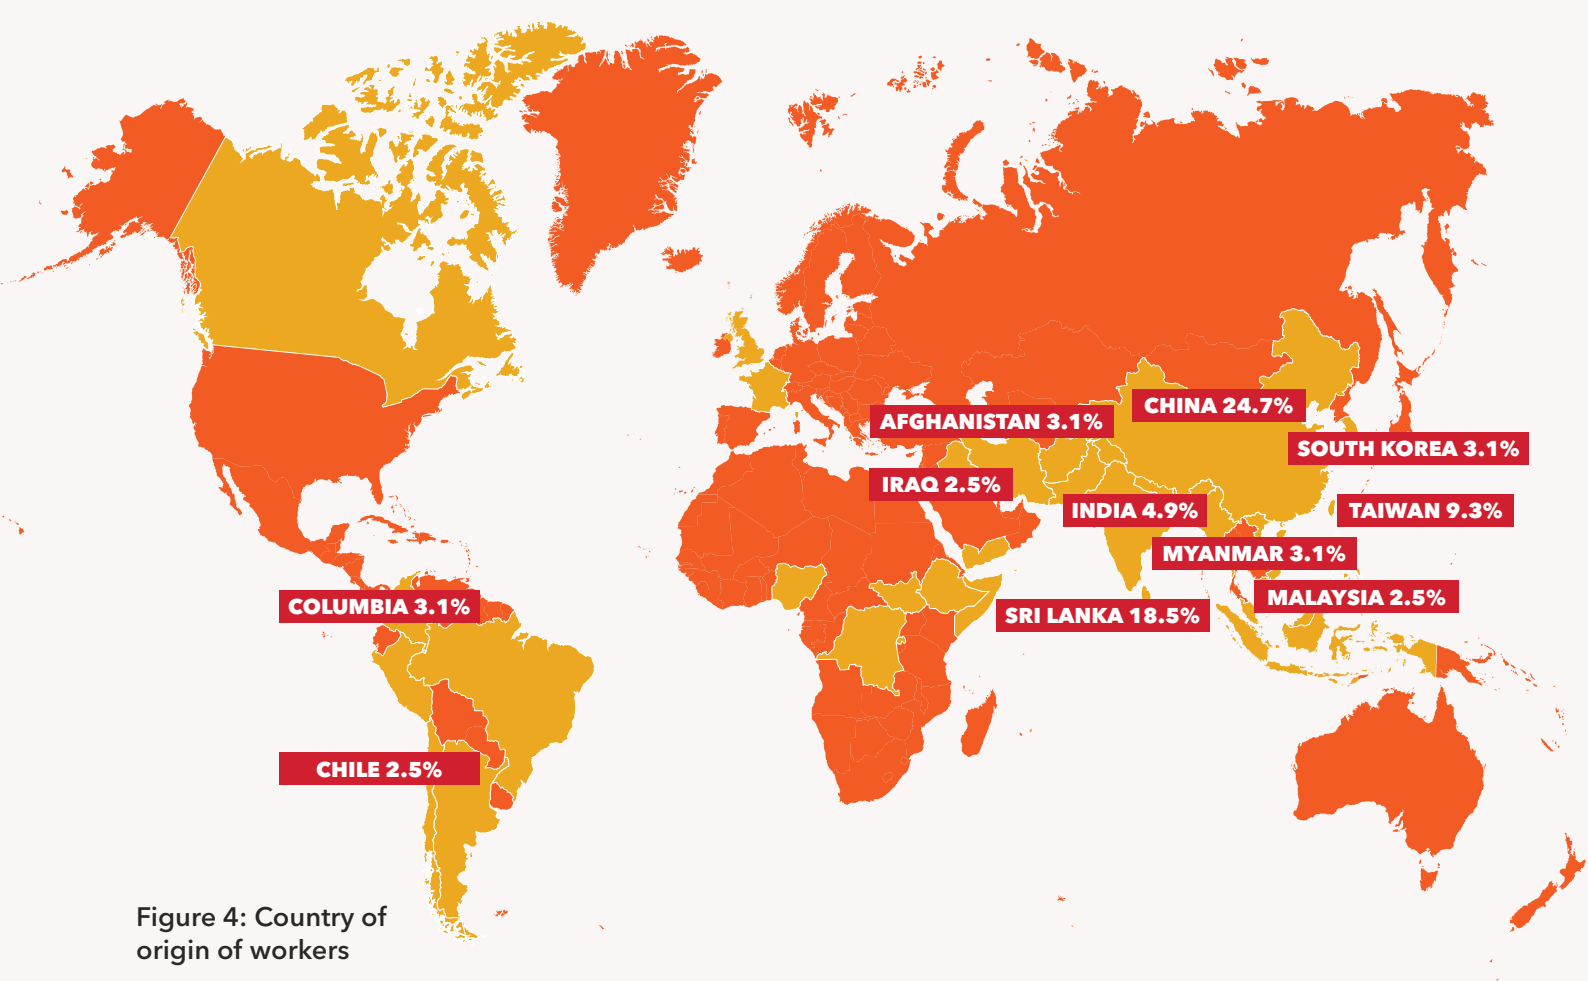 CHINA 24.7%
AFGHANISTAN 3.1%
SOUTH KOREA 3.1%
IRAQ 2.5%
INDIA 4.9%
TAIWAN 9.3%
MYANMAR 3.1%
MALAYSIA 2.5%
COLUMBIA 3.1%
SRI LANKA 18.5%
CHILE 2.5%
Figure 4: Country of
origin of workers